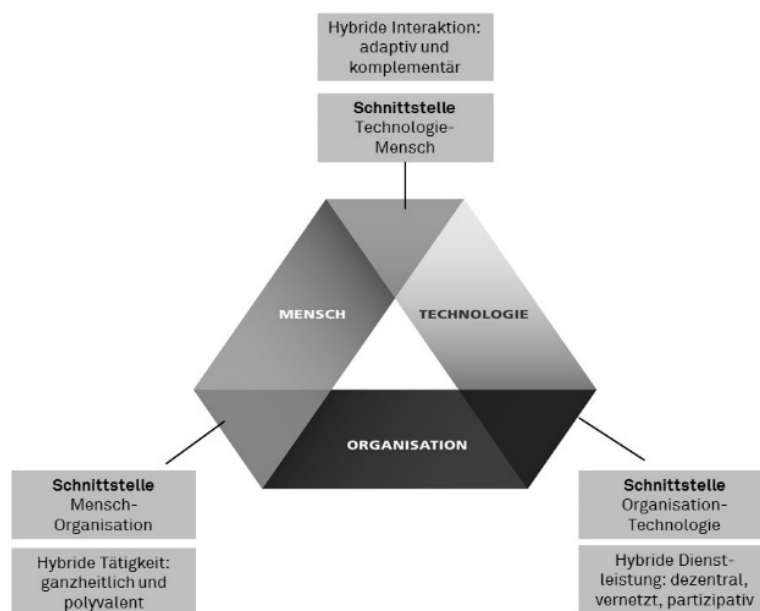 Hybride Interaktion:
adaptiv und
komplementär
Schnittstelle
Technologie-
Mensch
MENSCH
TECHNOLOGIE
ORGANISATION
Schnittstelle
Mensch-
Organisation
Hybride Tätigkeit:
ganzheitlich und
polyvalent
Schnittstelle
Organisation-
Technologie
Hybride Dienst-
leistung: dezentral,
vernetzt, partizipativ